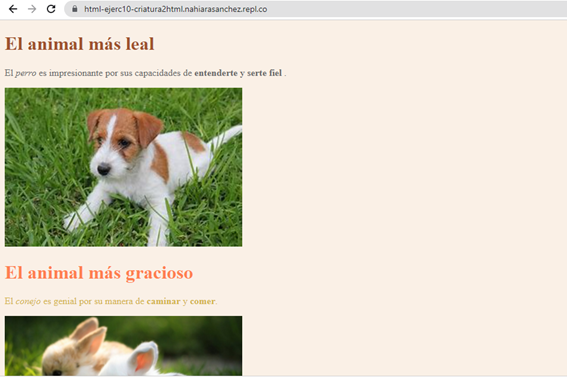 html-ejerc10-criatura2html.nahiarasanchez.repl.co
El animal más leal
El perro es impresionante por sus capacidades de entenderte y serte fiel .
El animal más gracioso
El conejo es genial por su manera de caminar y comer.